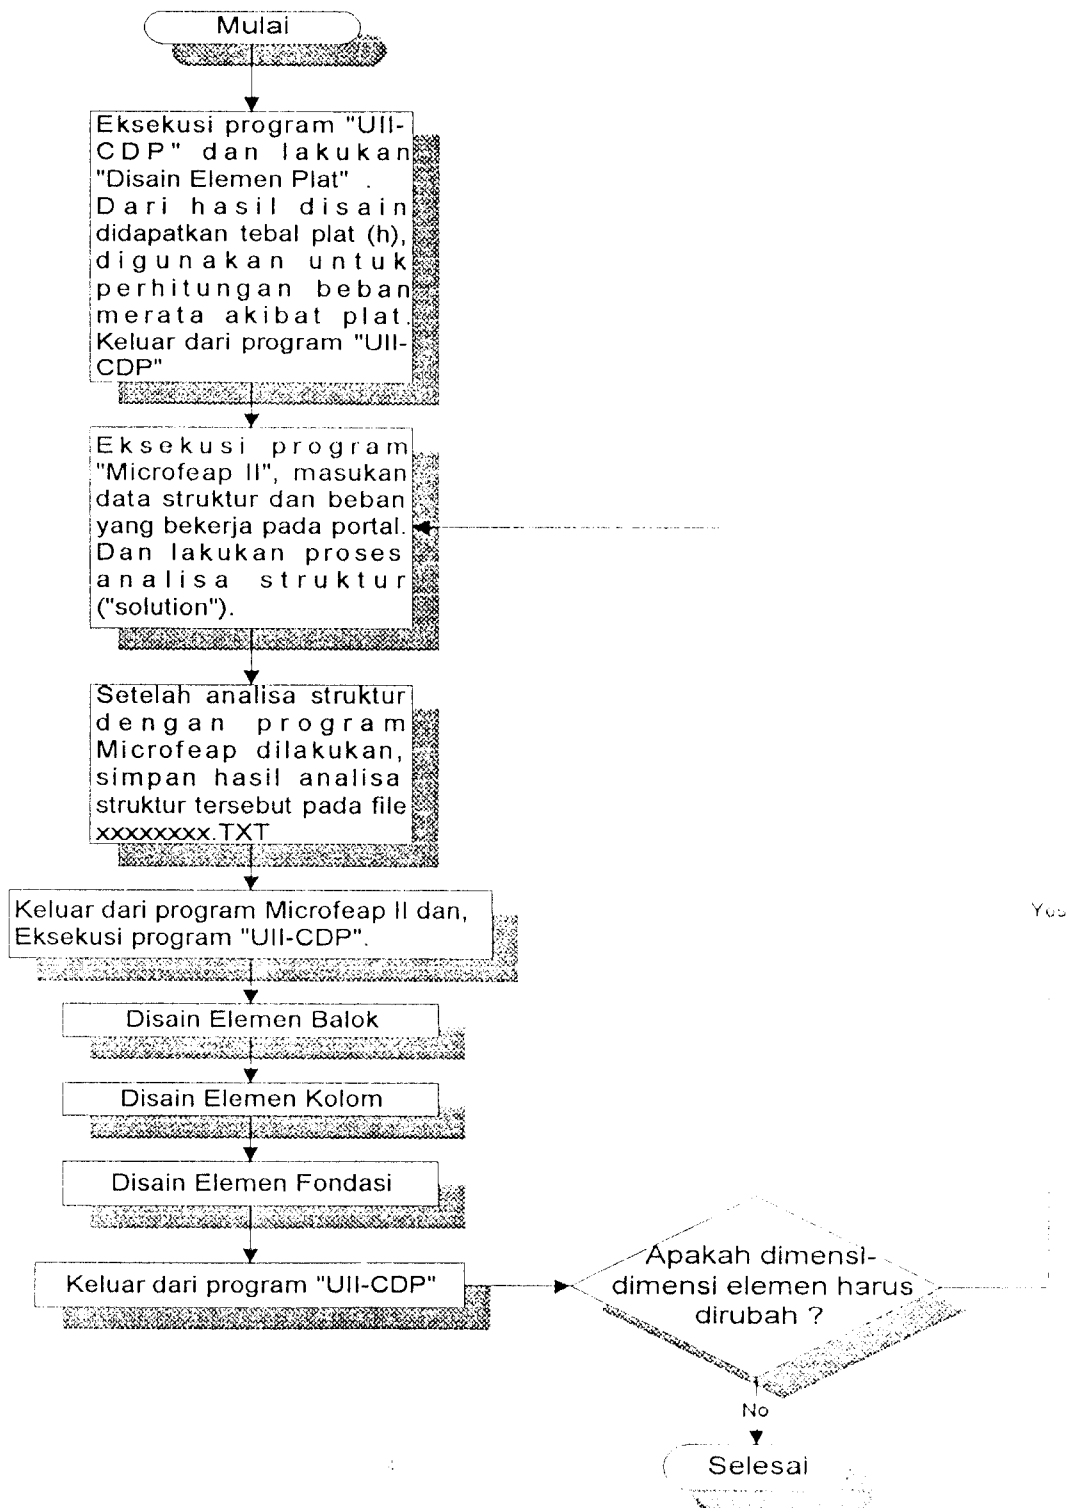 Mulai
Eksekusi program "UII-
CDP" dan lakukan
"Disain Elemen Plat" .
Dari hasil disain
didapatkan tebal plat (h),
digunakan untuk
perhitungan beban
merata akibat plat.
Keluar dari program "UII-
CDP"
Eksekusi program
"Microfeap II", masukan
data struktur dan beban
yang bekerja pada portal.
Dan lakukan proses
analisa struktur
("solution").
Setelah analisa struktur
dengan program
Microfeap dilakukan,
simpan hasil analisa
struktur tersebut pada file
xxxxxxxx.TXT
Keluar dari program Microfeap II dan,
Eksekusi program "UII-CDP".
Yes
Disain Elemen Balok
Disain Elemen Kolom
Disain Elemen Fondasi
Keluar dari program "UII-CDP"
Apakah dimensi-
dimensi elemen harus
dirubah ?
No
Selesai